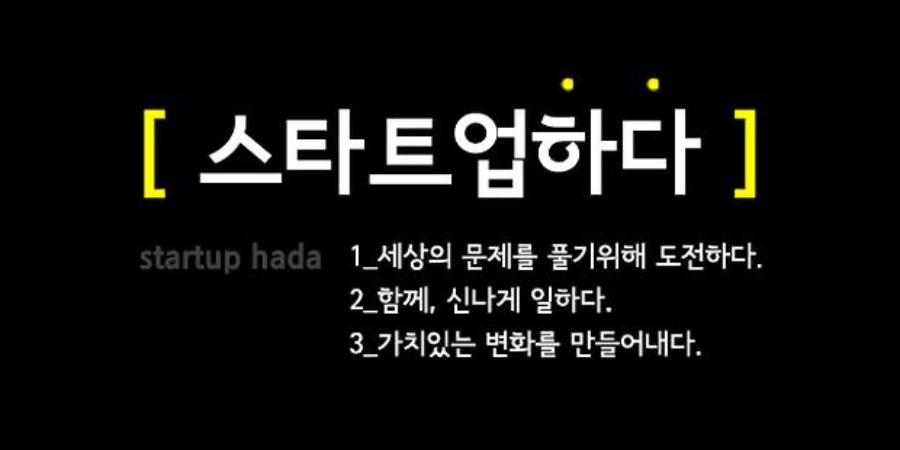 [ 스타트업하다 ]
startup hada 1_세상의 문제를 풀기위해 도전하다.
2_함께, 신나게 일하다.
3_가치있는 변화를 만들어내다.